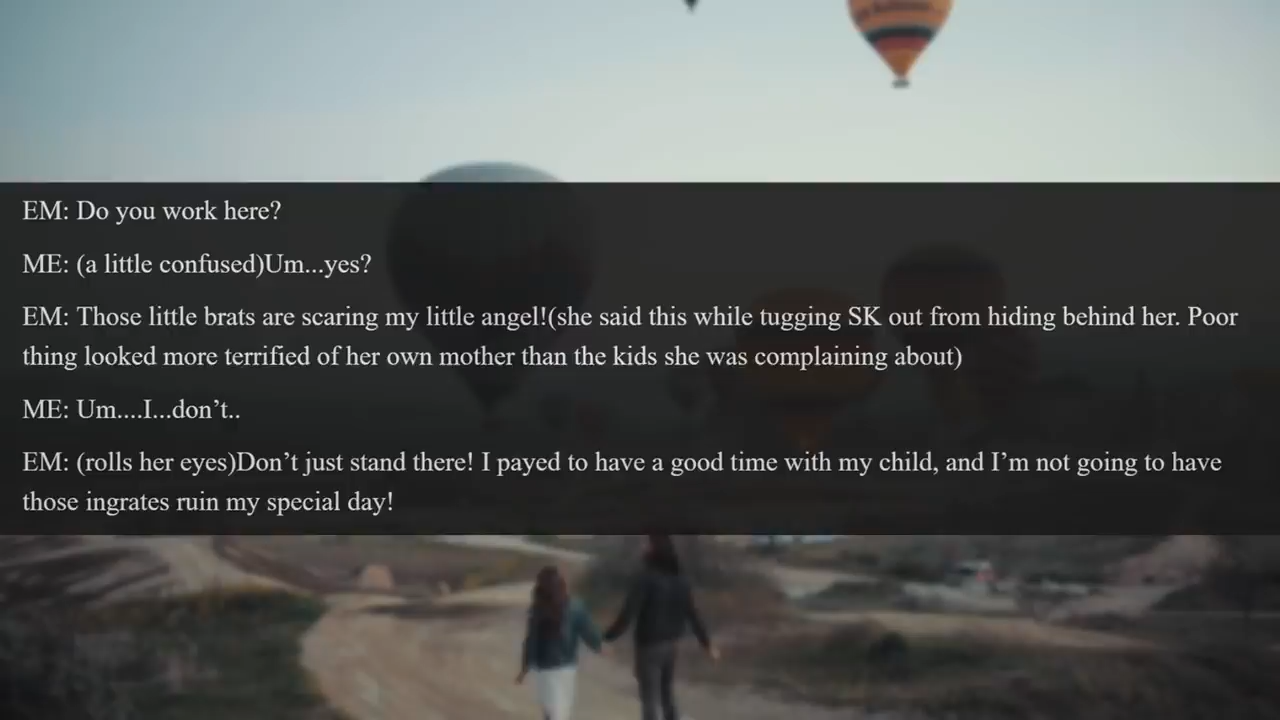 EM: Do you work here?
ME: (a little confused)Um...yes?
EM: Those little brats are scaring my little angel!(she said this while tugging SK out from hiding behind her. Poor
thing looked more terrified of her own mother than the kids she was complaining about)
ME: Um....I...don’t..
EM: (rolls her eyes)Don’t just stand there! I payed to have a good time with my child, and I’m not going to have
those ingrates ruin my special day!